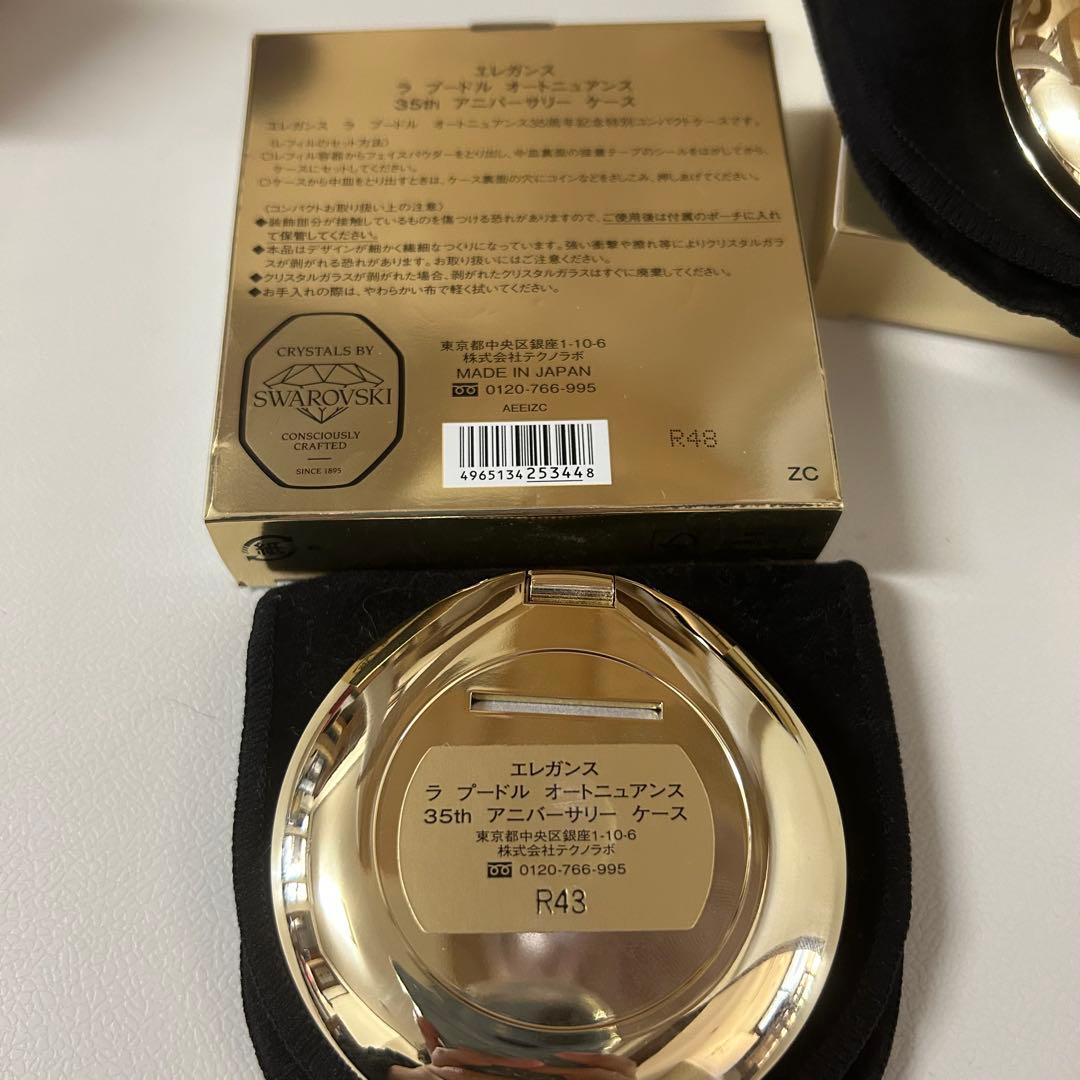 エレガンス
ラ プードル オートニュアンス
35th アニバーサリー ケース
エレガンス ラ プードル オートニュアンス35周年記念特別コンパクトケースです。
〈レフィルのセット方法〉
○レフィル容器からフェイスパウダーをとり出し、中皿裏面の接着テープのシールをはがしてから、
ケースにセットしてください。
○ケースから中皿をとり出すときは、ケース裏面の穴にコインなどをさしこみ、押しあげてください。
〈コンパクトお取り扱い上の注意〉
◆装飾部分が接触しているものを傷つける恐れがありますので、ご使用後は付属のポーチに入れ
て保管してください。
◆本品はデザインが細かく繊細なつくりになっています。強い衝撃や擦れ等によりクリスタルガラ
スが剥がれる恐れがあります。お取り扱いにはご注意ください。
◆クリスタルガラスが剥がれた場合、剥がれたクリスタルガラスはすぐに廃棄してください。
◆お手入れの際は、やわらかい布で軽く拭いてください。
CRYSTALS BY
SWAROVSKI
CONSCIOUSLY
CRAFTED
SINCE 1895
東京都中央区銀座1-10-6
株式会社テクノラボ
MADE IN JAPAN
0120-766-995
AEEIZC
4965134253448
R48
ZC
紙
エレガンス
ラ プードル オートニュアンス
35th アニバーサリー ケース
東京都中央区銀座1-10-6
株式会社テクノラボ
0120-766-995
R43